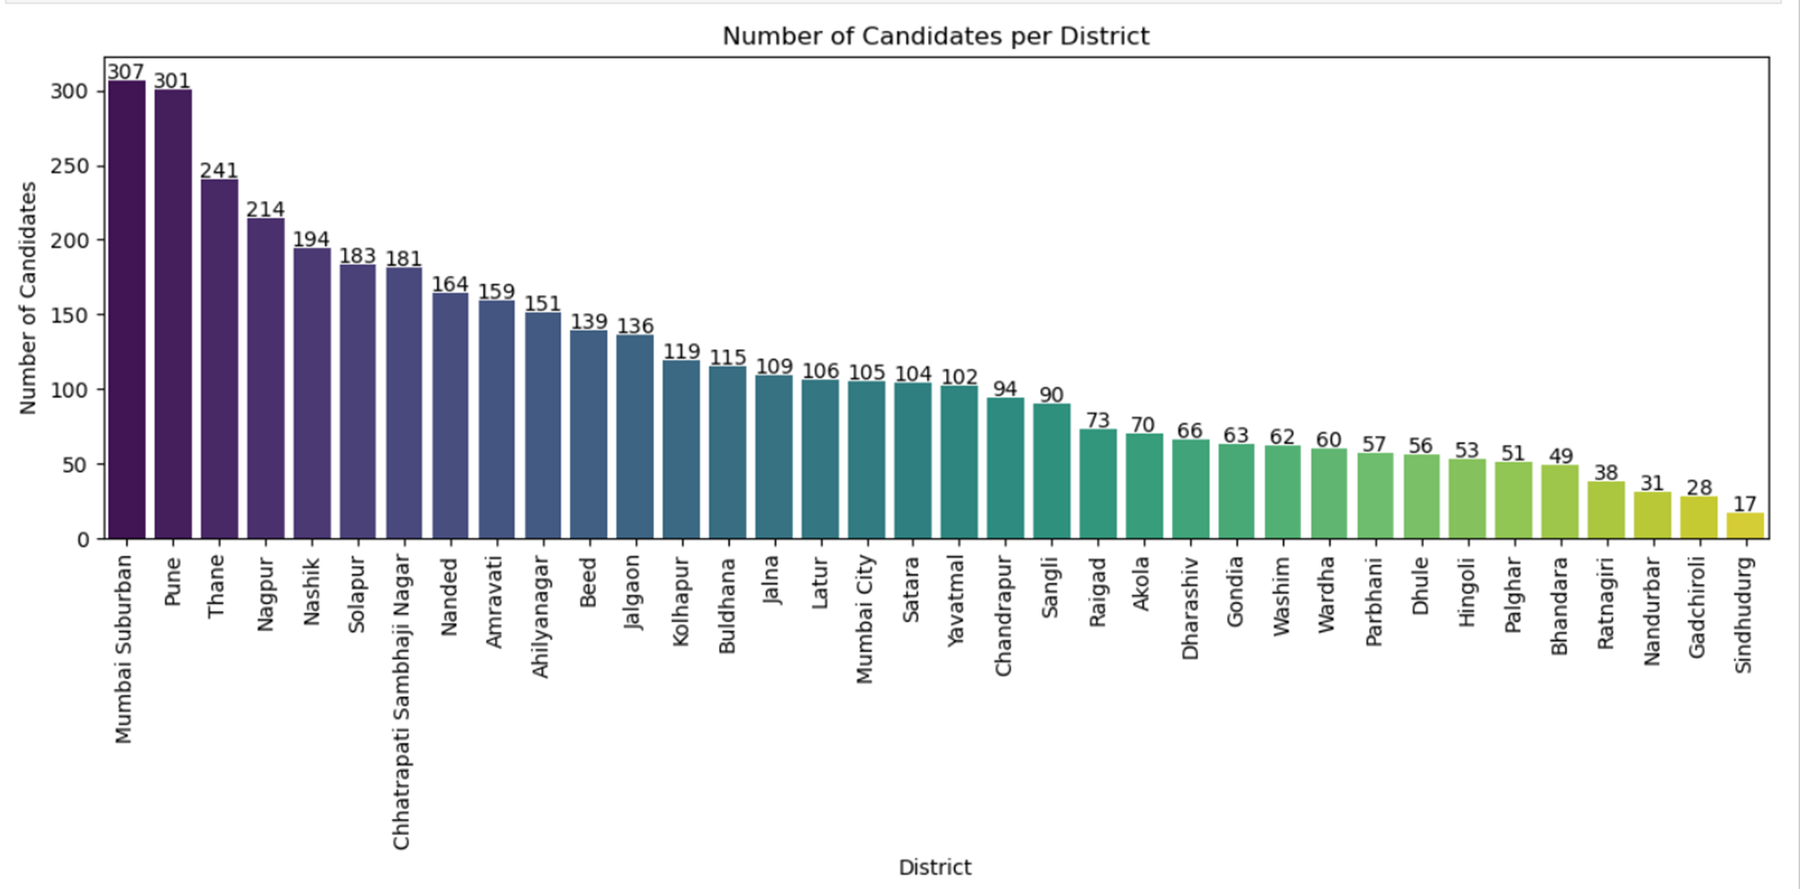 Number of Candidates per District
Number of Candidates
300
250
200
150
100
50
0
307
301
241
214
194
183
181
164
159
151
139
136
119
115
109
106
105
104
102
94
90
73
70
66
63
62
60
57
56
53
51
49
38
31
28
17
Mumbai Suburban
Pune
Thane
Nagpur
Nashik
Solapur
Chhatrapati Sambhaji Nagar
Nanded
Amravati
Ahilyanagar
Beed
Jalgaon
Kolhapur
Buldhana
Jalna
Latur
Mumbai City
Satara
Yavatmal
Chandrapur
Sangli
Raigad
Akola
Dharashiv
Gondia
Washim
Wardha
Parbhani
Dhule
Hingoli
Palghar
Bhandara
Ratnagiri
Nandurbar
Gadchiroli
Sindhudurg
District